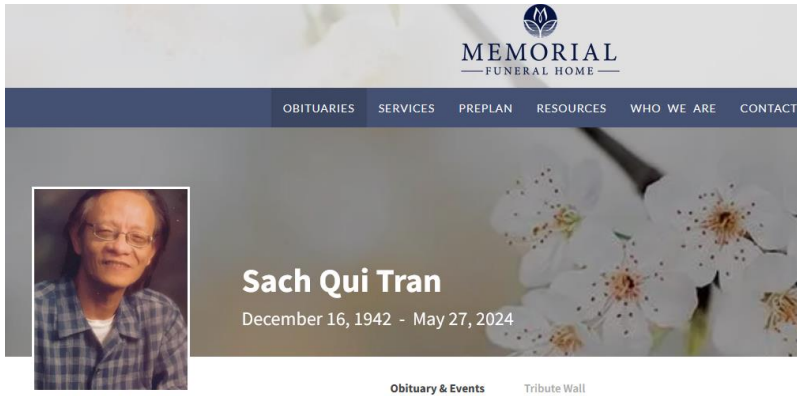 MEMORIAL
FUNERAL HOME
OBITUARIES SERVICES PREPLAN RESOURCES WHO WE ARE CONTACT
Sach Qui Tran
December 16, 1942 - May 27, 2024
Obituary & Events Tribute Wall